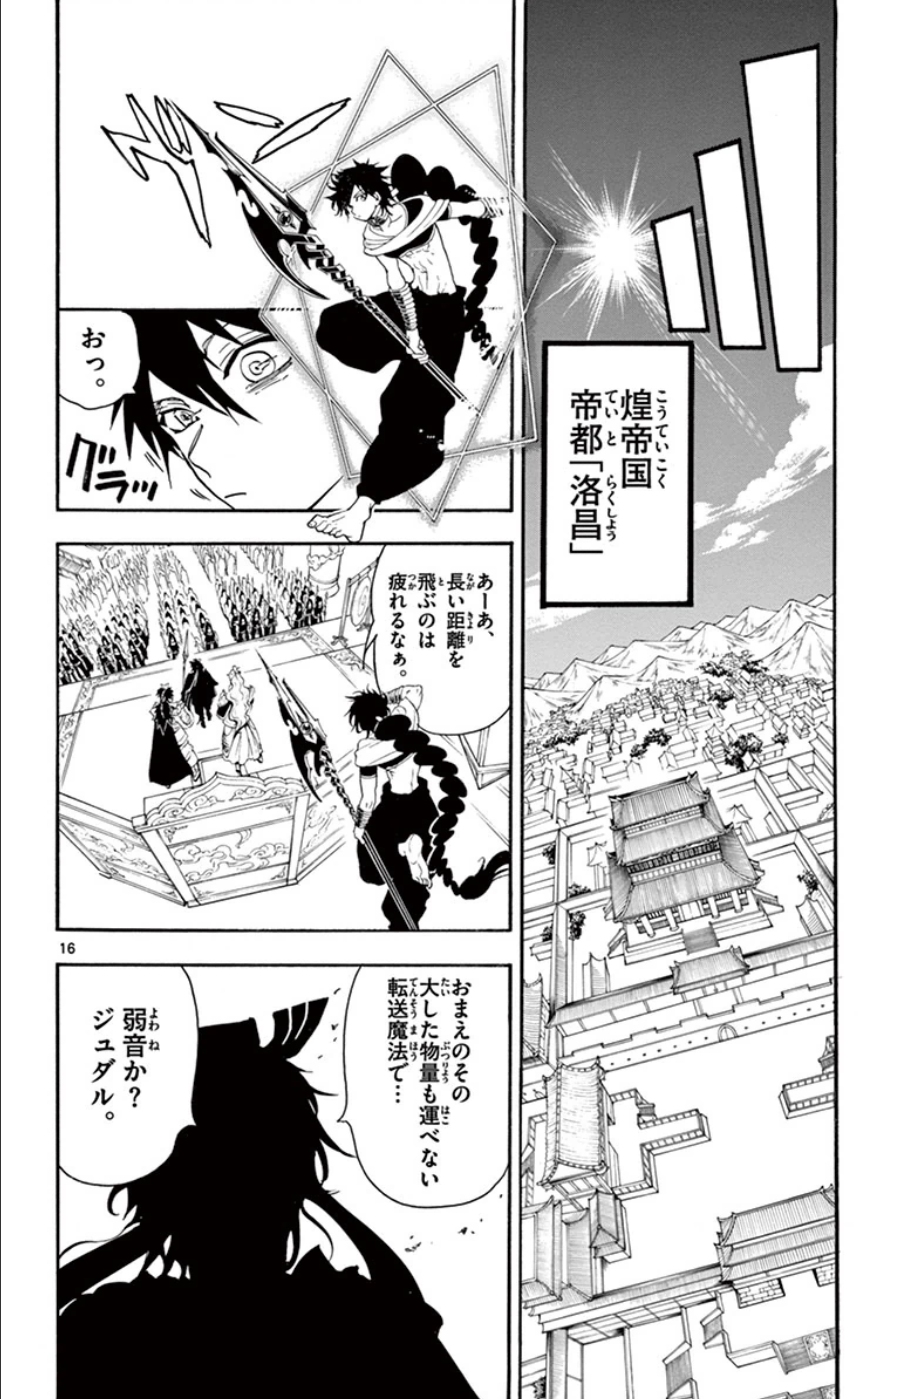 煌帝国
帝都「洛昌」
おっ。
グラッ
あーあ、
長い距離を
飛ぶのは
疲れるなぁ。
16
おまえのその
大した物量も運べない
転送魔法で…
弱音か?
ジュダル。